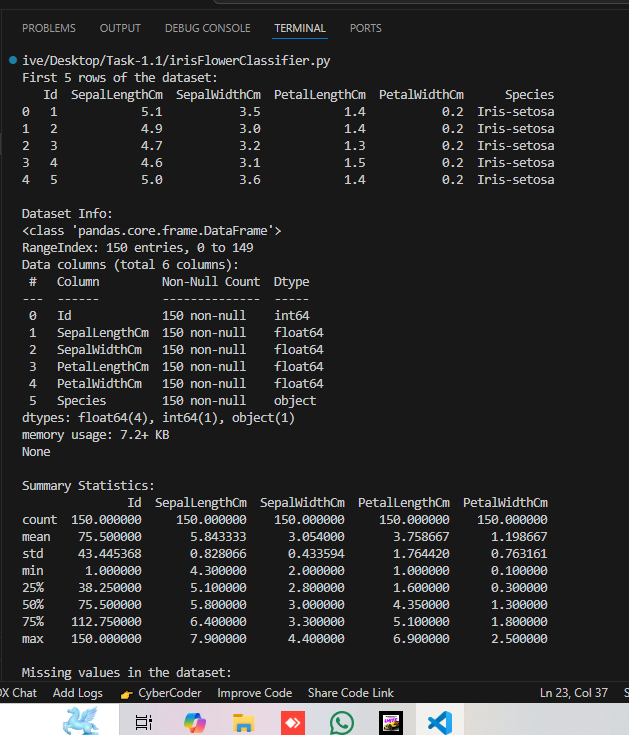 PROBLEMS OUTPUT DEBUG CONSOLE TERMINAL PORTS
ive/Desktop/Task-1.1/irisFlowerClassifier.py
First 5 rows of the dataset:
   Id  SepalLengthCm  SepalWidthCm  PetalLengthCm  PetalWidthCm      Species
0   1            5.1           3.5            1.4           0.2  Iris-setosa
1   2            4.9           3.0            1.4           0.2  Iris-setosa
2   3            4.7           3.2            1.3           0.2  Iris-setosa
3   4            4.6           3.1            1.5           0.2  Iris-setosa
4   5            5.0           3.6            1.4           0.2  Iris-setosa
Dataset Info:
<class 'pandas.core.frame.DataFrame'>
RangeIndex: 150 entries, 0 to 149
Data columns (total 6 columns):
 #   Column         Non-Null Count  Dtype
---  ------         --------------  -----
 0   Id             150 non-null    int64
 1   SepalLengthCm  150 non-null    float64
 2   SepalWidthCm   150 non-null    float64
 3   PetalLengthCm  150 non-null    float64
 4   PetalWidthCm   150 non-null    float64
 5   Species        150 non-null    object
dtypes: float64(4), int64(1), object(1)
memory usage: 7.2+ KB
None
Summary Statistics:
               Id  SepalLengthCm  SepalWidthCm  PetalLengthCm  PetalWidthCm
count  150.000000     150.000000    150.000000     150.000000    150.000000
mean    75.500000       5.843333      3.054000       3.758667      1.198667
std     43.445368       0.828066      0.433594       1.764420      0.763161
min      1.000000       4.300000      2.000000       1.000000      0.100000
25%     38.250000       5.100000      2.800000       1.600000      0.300000
50%     75.500000       5.800000      3.000000       4.350000      1.300000
75%    112.750000       6.400000      3.300000       5.100000      1.800000
max    150.000000       7.900000      4.400000       6.900000      2.500000
Missing values in the dataset:
Chat Add Logs 👉 CyberCoder Improve Code Share Code Link Ln 23, Col 37